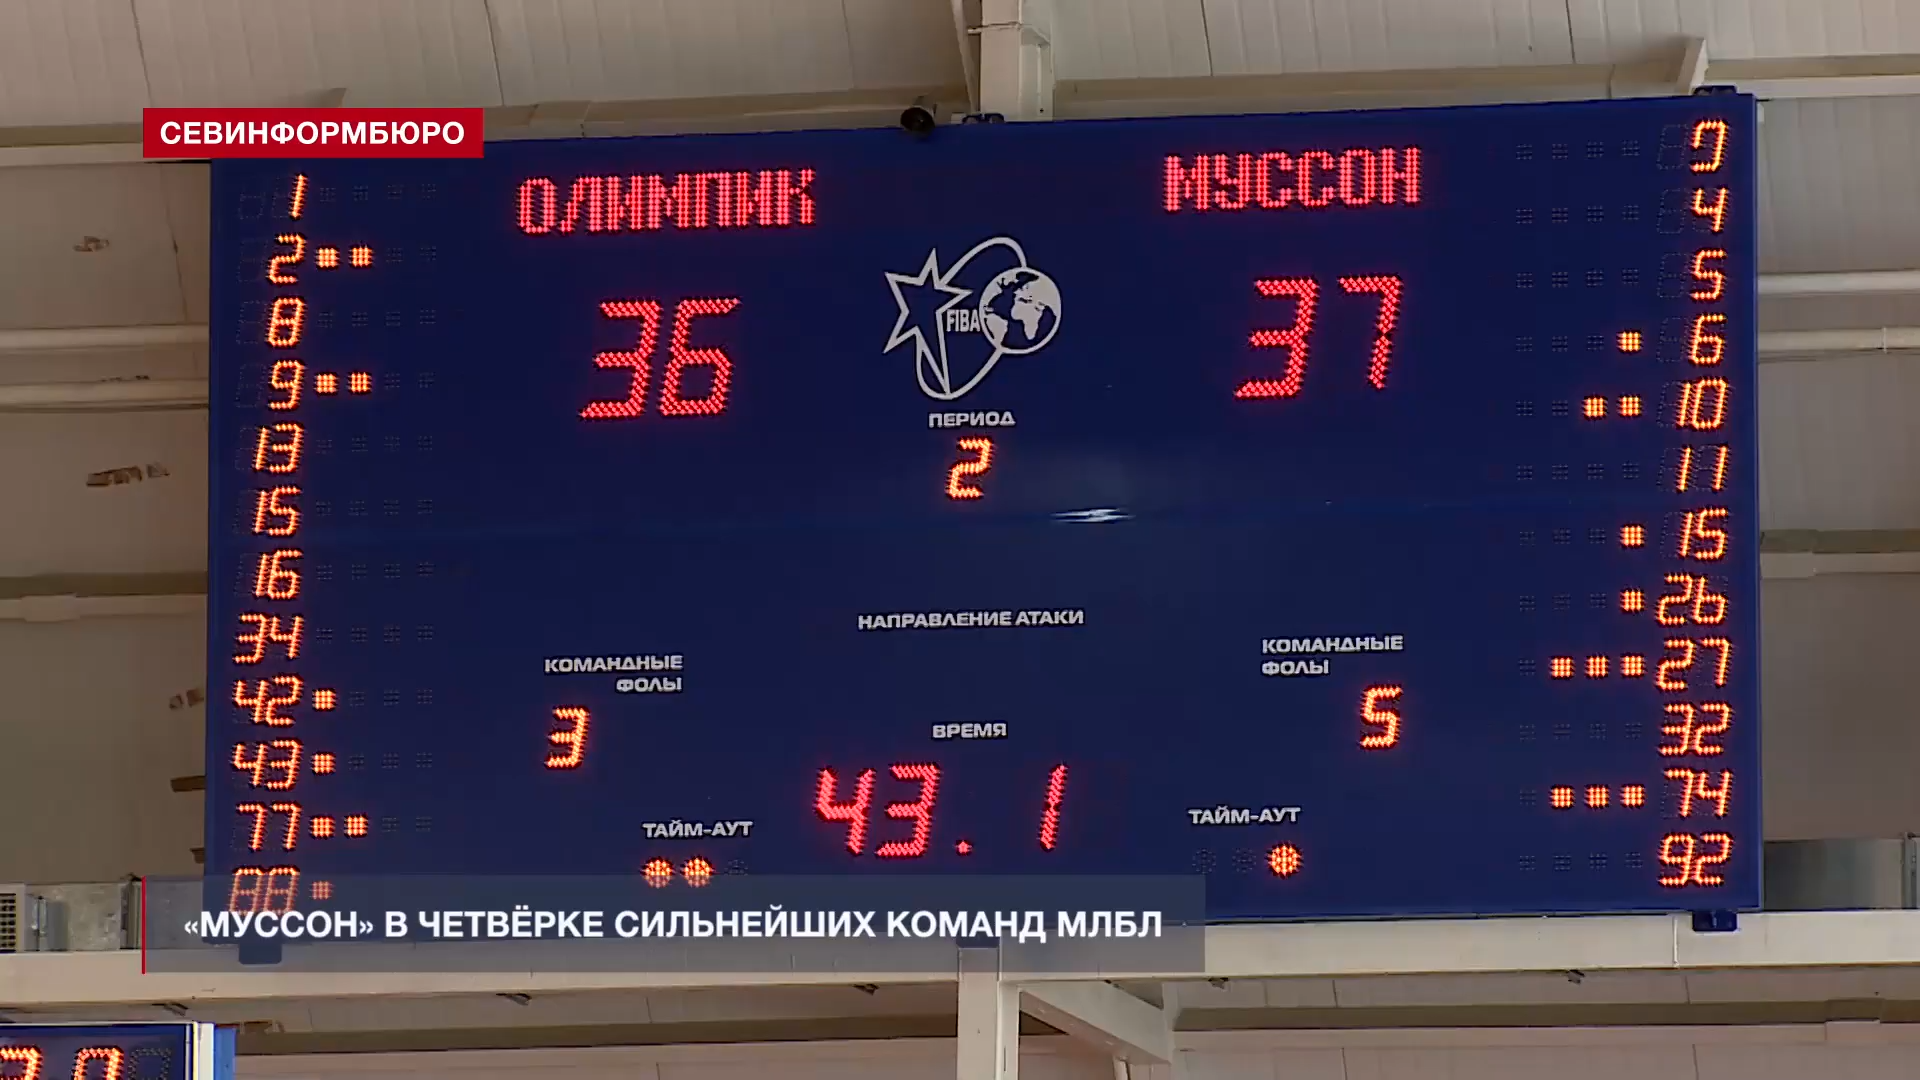 СЕВИНФОРМБЮРО
ОЛИМПИК
МУССОН
36
37
FIBA
ПЕРИОД
2
НАПРАВЛЕНИЕ АТАКИ
КОМАНДНЫЕ
ФОЛЫ
3
КОМАНДНЫЕ
ФОЛЫ
5
ВРЕМЯ
43.1
ТАЙМ-АУТ
ТАЙМ-АУТ
1
2
8
9
13
15
16
34
42
43
77
88
4
5
6
10
11
15
26
27
32
74
92
«МУССОН» В ЧЕТВЁРКЕ СИЛЬНЕЙШИХ КОМАНД МЛБЛ